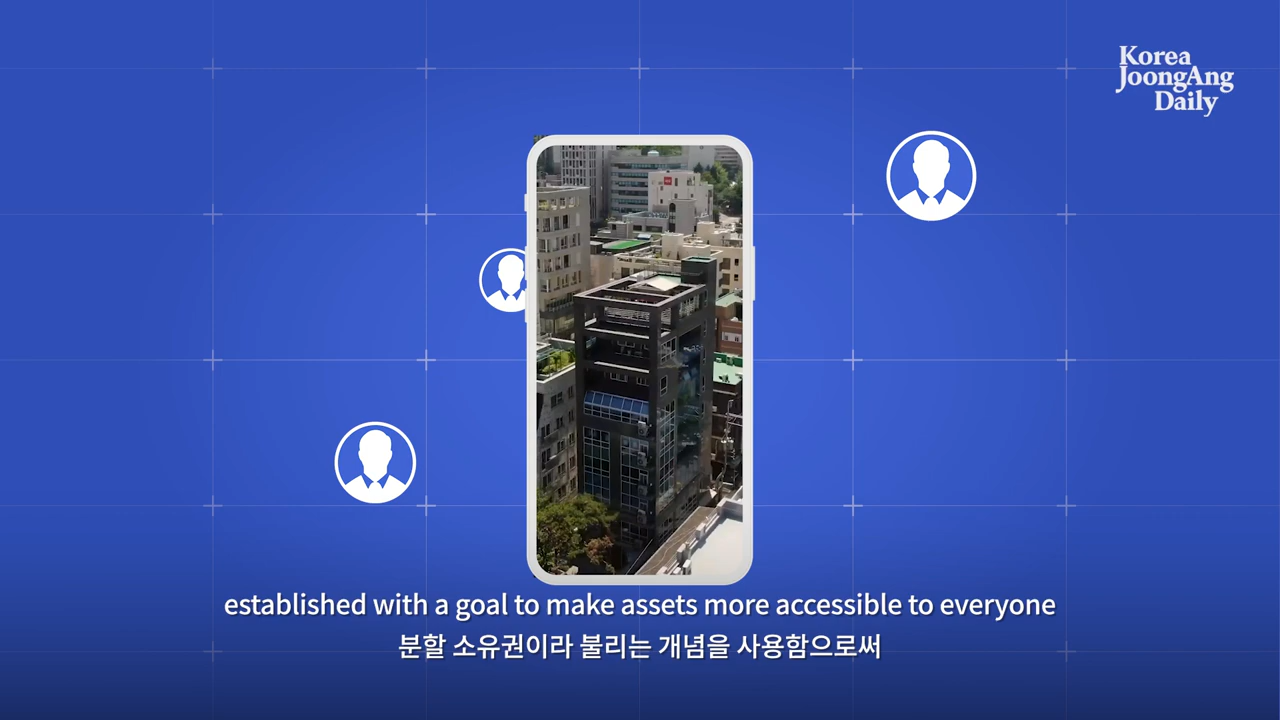 Korea
JoongAng
Daily
established with a goal to make assets more accessible to everyone
분할 소유권이라 불리는 개념을 사용함으로써